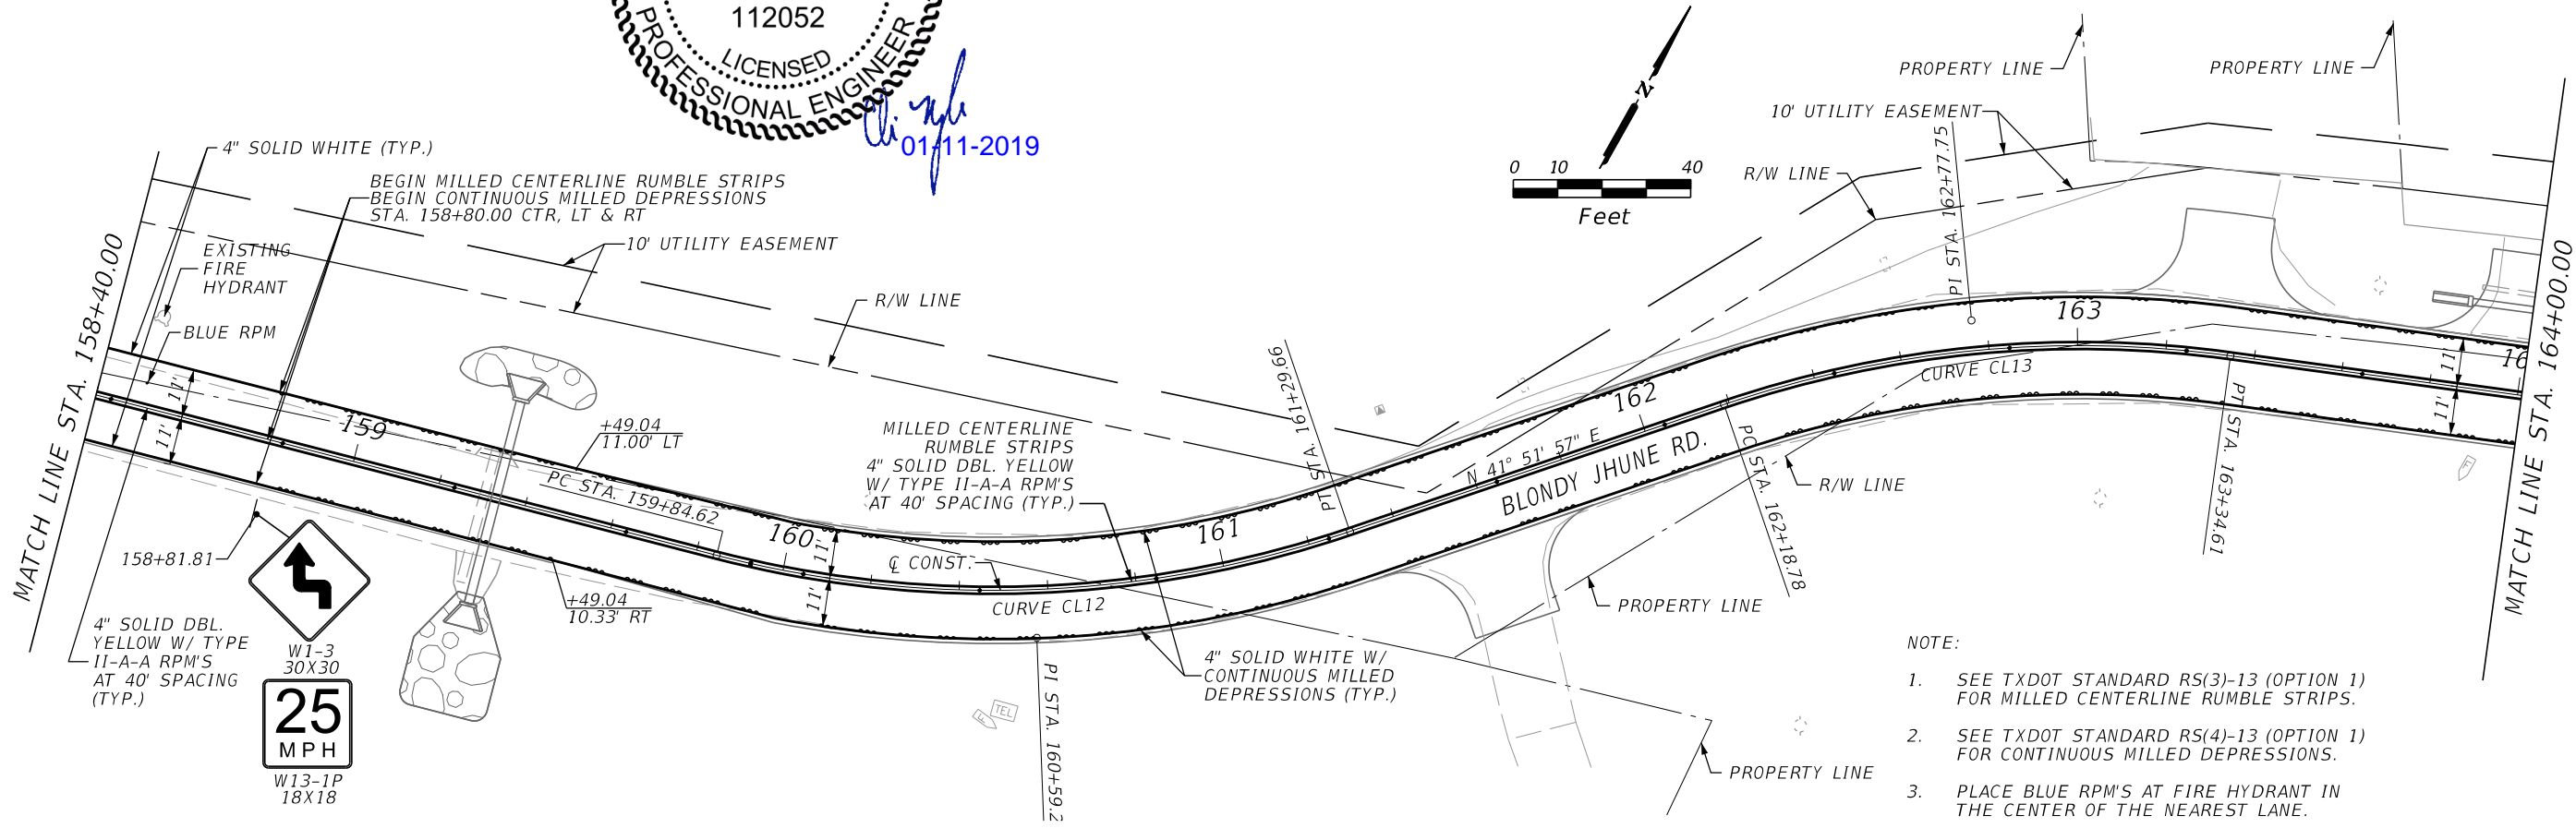 112052
LICENSED
PROFESSIONAL ENGINEER
01-11-2019
4" SOLID WHITE (TYP.)
BEGIN MILLED CENTERLINE RUMBLE STRIPS
BEGIN CONTINUOUS MILLED DEPRESSIONS
STA. 158+80.00 CTR, LT & RT
10' UTILITY EASEMENT
EXISTING
FIRE
HYDRANT
BLUE RPM
R/W LINE
MATCH LINE STA. 158+40.00
11'
11'
159
+49.04
11.00' LT
PC STA. 159+84.62
160
11'
11'
MILLED CENTERLINE
RUMBLE STRIPS
4" SOLID DBL. YELLOW
W/ TYPE II-A-A RPM'S
AT 40' SPACING (TYP.)
℄ CONST.
CURVE CL12
161
PT STA. 161+29.66
158+81.81
W1-3
30X30
25
MPH
W13-1P
18X18
4" SOLID DBL.
YELLOW W/ TYPE
II-A-A RPM'S
AT 40' SPACING
(TYP.)
+49.04
10.33' RT
TEL
PI STA. 160+59.2
4" SOLID WHITE W/
CONTINUOUS MILLED
DEPRESSIONS (TYP.)
N
0 10 40
Feet
PROPERTY LINE
PROPERTY LINE
10' UTILITY EASEMENT
R/W LINE
PI STA. 162+77.75
162
N 41° 51' 57" E
BLONDY JHUNE RD.
163
CURVE CL13
PC STA. 162+18.78
R/W LINE
PROPERTY LINE
PROPERTY LINE
PT STA. 163+34.61
11'
11'
16
MATCH LINE STA. 164+00.00
NOTE:
1. SEE TXDOT STANDARD RS(3)-13 (OPTION 1)
FOR MILLED CENTERLINE RUMBLE STRIPS.
2. SEE TXDOT STANDARD RS(4)-13 (OPTION 1)
FOR CONTINUOUS MILLED DEPRESSIONS.
3. PLACE BLUE RPM'S AT FIRE HYDRANT IN
THE CENTER OF THE NEAREST LANE.